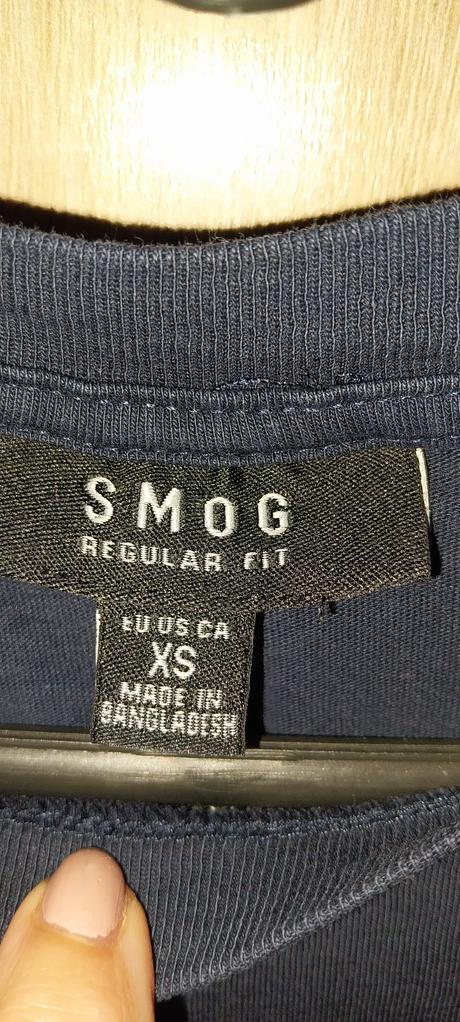 SMOG
REGULAR FIT
EU US CA
XS
MADE IN
BANGLADESH